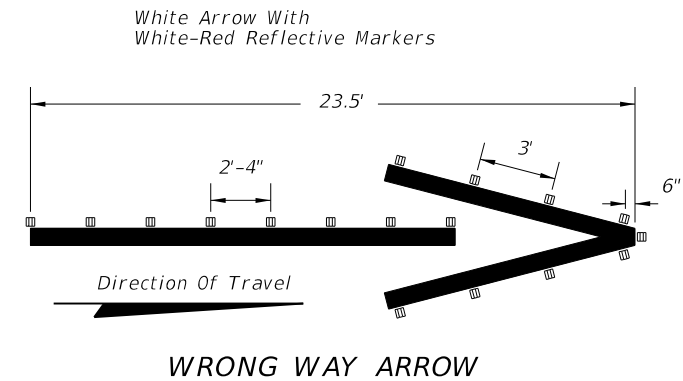 White Arrow With
White-Red Reflective Markers
23.5'
3'
2'-4"
6"
Direction Of Travel
WRONG WAY ARROW